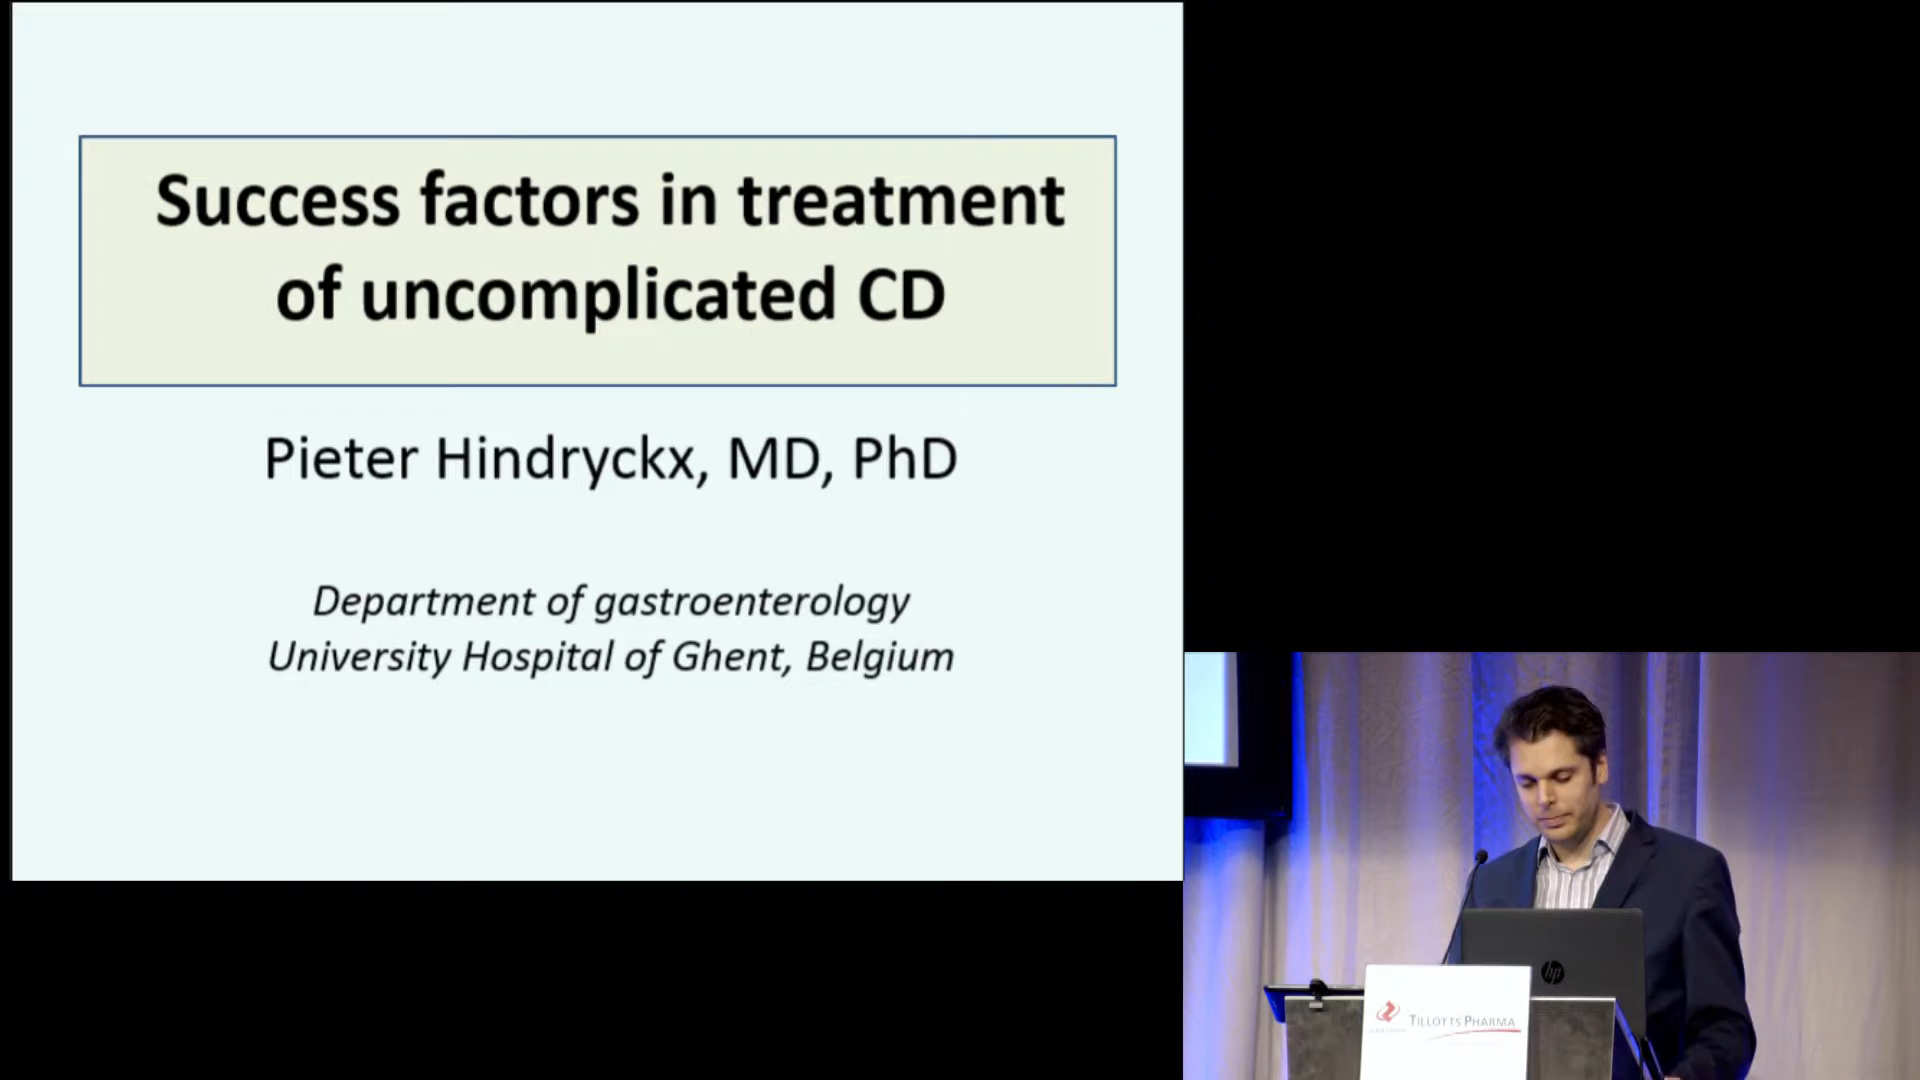 Success factors in treatment
of uncomplicated CD
Pieter Hindryckx, MD, PhD
Department of gastroenterology
University Hospital of Ghent, Belgium
hp
TILLOTTS PHARMA